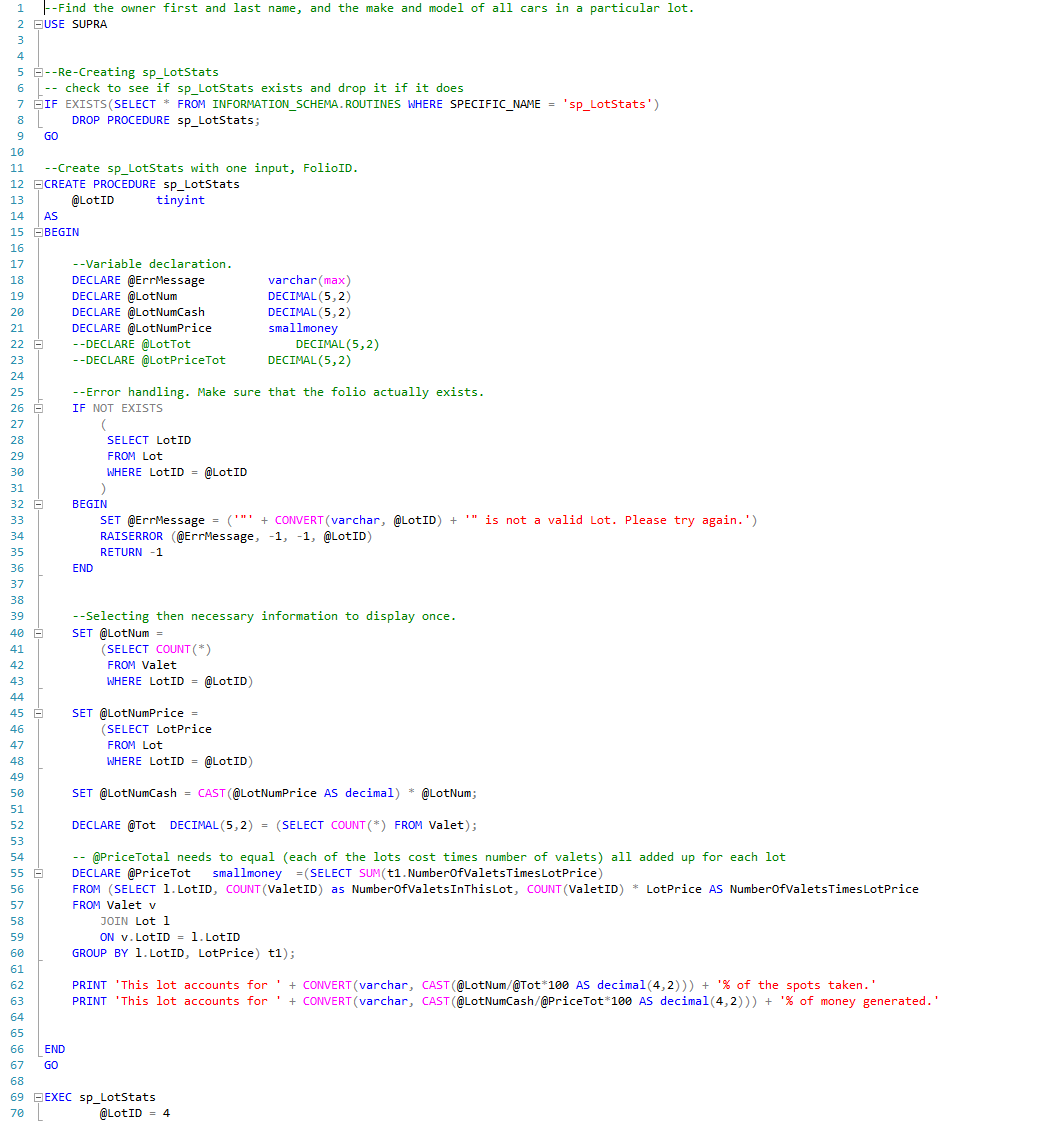 1 --Find the owner first and last name, and the make and model of all cars in a particular lot.
2 USE SUPRA
3
4
5 --Re-Creating sp_LotStats
6 -- check to see if sp_LotStats exists and drop it if it does
7 IF EXISTS(SELECT * FROM INFORMATION_SCHEMA.ROUTINES WHERE SPECIFIC_NAME = 'sp_LotStats')
8     DROP PROCEDURE sp_LotStats;
9 GO
10
11 --Create sp_LotStats with one input, FolioID.
12 CREATE PROCEDURE sp_LotStats
13     @LotID      tinyint
14 AS
15 BEGIN
16
17     --Variable declaration.
18     DECLARE @ErrMessage         varchar(max)
19     DECLARE @LotNum             DECIMAL(5,2)
20     DECLARE @LotNumCash         DECIMAL(5,2)
21     DECLARE @LotNumPrice        smallmoney
22     --DECLARE @LotTot               DECIMAL(5,2)
23     --DECLARE @LotPriceTot      DECIMAL(5,2)
24
25     --Error handling. Make sure that the folio actually exists.
26     IF NOT EXISTS
27         (
28          SELECT LotID
29          FROM Lot
30          WHERE LotID = @LotID
31         )
32     BEGIN
33         SET @ErrMessage = ('"' + CONVERT(varchar, @LotID) + '" is not a valid Lot. Please try again.')
34         RAISERROR (@ErrMessage, -1, -1, @LotID)
35         RETURN -1
36     END
37
38
39     --Selecting then necessary information to display once.
40     SET @LotNum =
41         (SELECT COUNT(*)
42          FROM Valet
43          WHERE LotID = @LotID)
44
45     SET @LotNumPrice =
46         (SELECT LotPrice
47          FROM Lot
48          WHERE LotID = @LotID)
49
50     SET @LotNumCash = CAST(@LotNumPrice AS decimal) * @LotNum;
51
52     DECLARE @Tot  DECIMAL(5,2) = (SELECT COUNT(*) FROM Valet);
53
54     -- @PriceTotal needs to equal (each of the lots cost times number of valets) all added up for each lot
55     DECLARE @PriceTot   smallmoney  =(SELECT SUM(t1.NumberOfValetsTimesLotPrice)
56     FROM (SELECT l.LotID, COUNT(ValetID) as NumberOfValetsInThisLot, COUNT(ValetID) * LotPrice AS NumberOfValetsTimesLotPrice
57     FROM Valet v
58         JOIN Lot l
59         ON v.LotID = l.LotID
60     GROUP BY l.LotID, LotPrice) t1);
61
62     PRINT 'This lot accounts for ' + CONVERT(varchar, CAST(@LotNum/@Tot*100 AS decimal(4,2))) + '% of the spots taken.'
63     PRINT 'This lot accounts for ' + CONVERT(varchar, CAST(@LotNumCash/@PriceTot*100 AS decimal(4,2))) + '% of money generated.'
64
65
66 END
67 GO
68
69 EXEC sp_LotStats
70         @LotID = 4